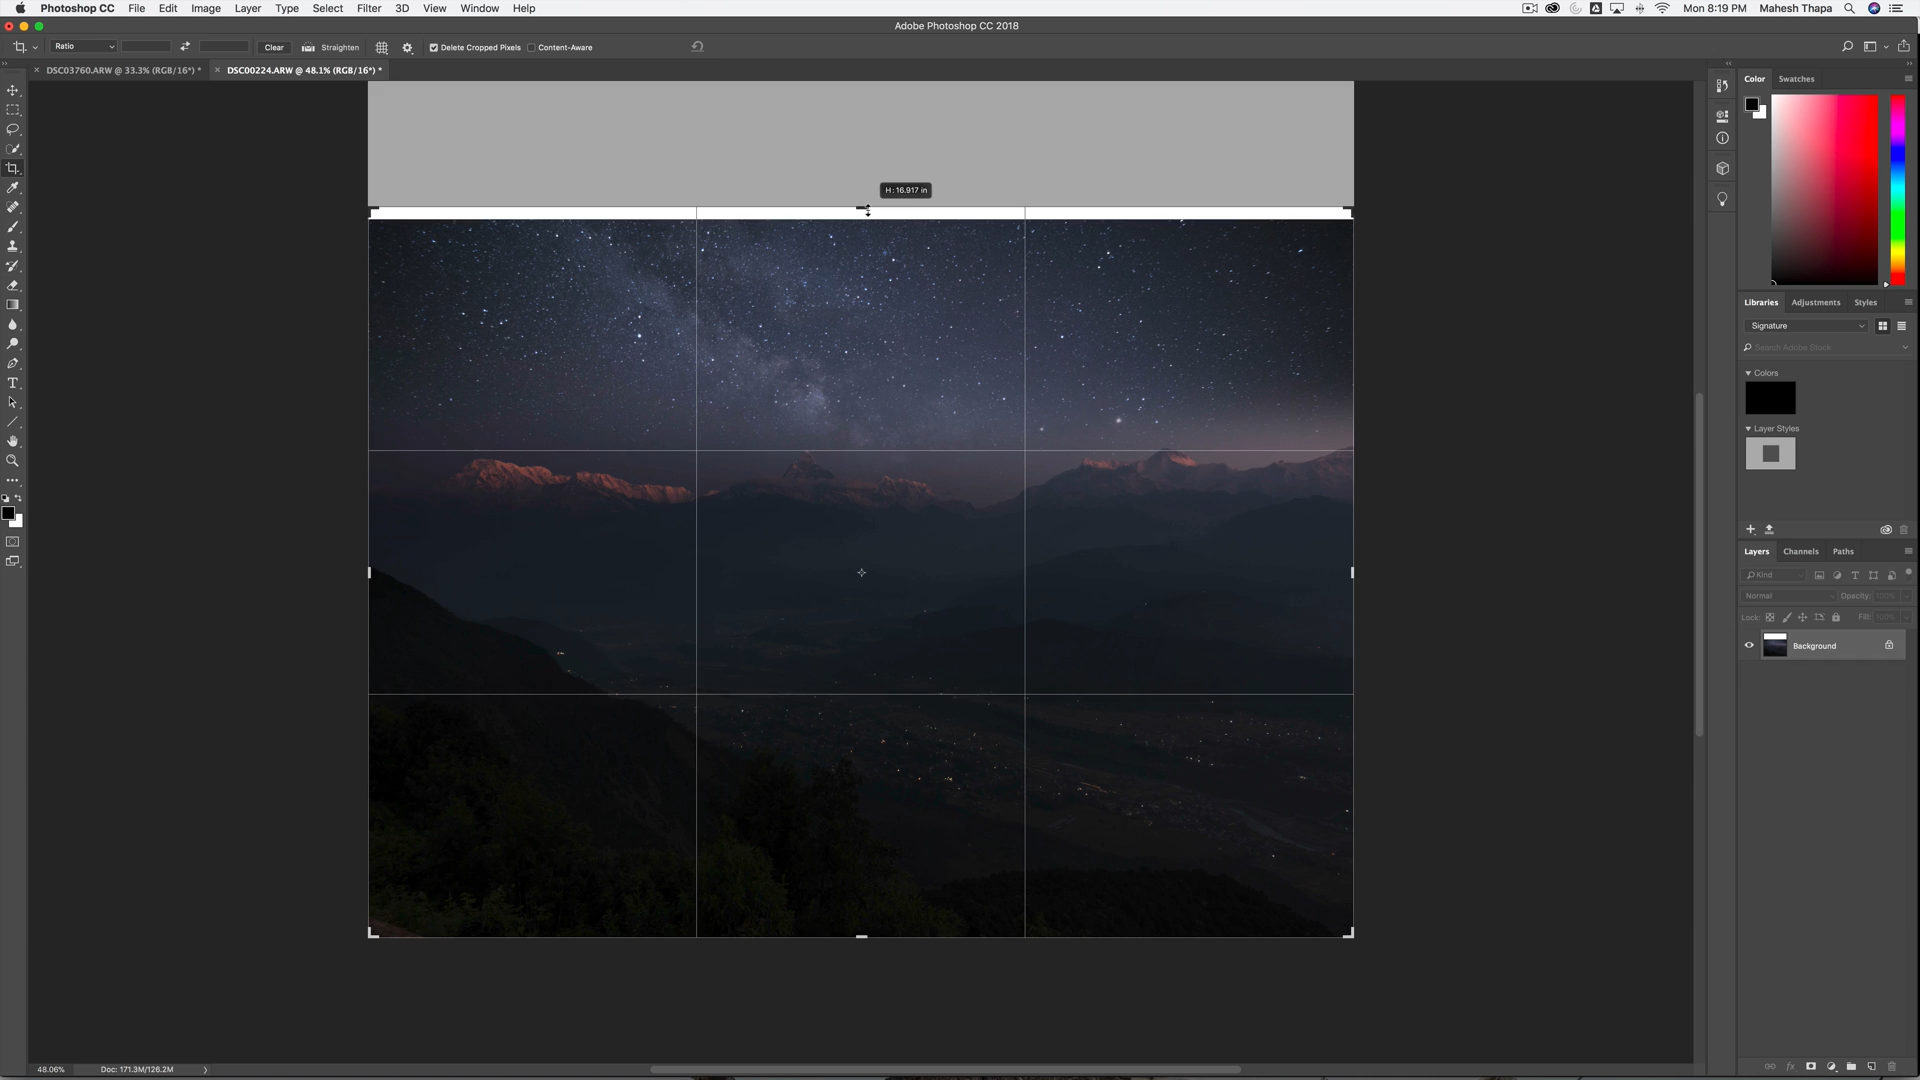 Photoshop CC File Edit Image Layer Type Select Filter 3D View Window Help Mon 8:19 PM Mahesh Thapa
Adobe Photoshop CC 2018
Ratio Clear Straighten Delete Cropped Pixels Content-Aware
DSC03760.ARW @ 33.3% (RGB/16*) * DSC00224.ARW @ 48.1% (RGB/16*) *
Color Swatches
H: 16.917 in
Libraries Adjustments Styles
Signature
Search Adobe Stock
Colors
Layer Styles
Layers Channels Paths
Kind
Normal Opacity: 100%
Lock: Fill: 100%
Background
48.06% Doc: 171.3M/126.2M